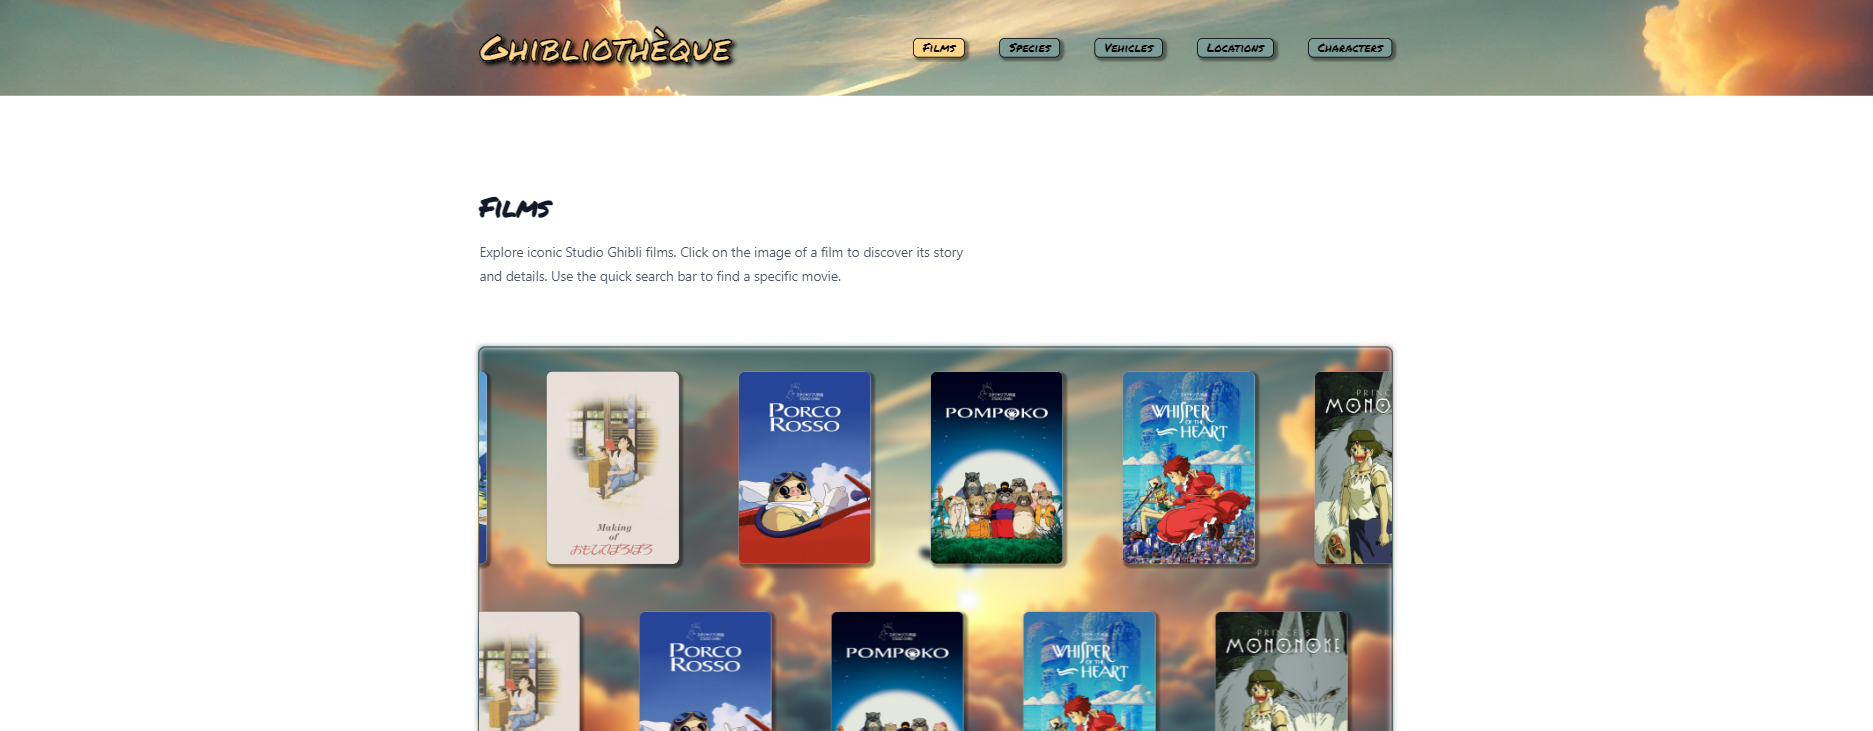 Ghibliothèque
Films
Species
Vehicles
Locations
Characters
Films
Explore iconic Studio Ghibli films. Click on the image of a film to discover its story
and details. Use the quick search bar to find a specific movie.
Making
of
おもひでぽろぽろ
PORCO
ROSSO
POMPOKO
WHISPER
OF THE
HEART
MONO
PORCO
ROSSO
POMPOKO
WHISPER
OF THE
HEART
PRINCESS
MONONOKE